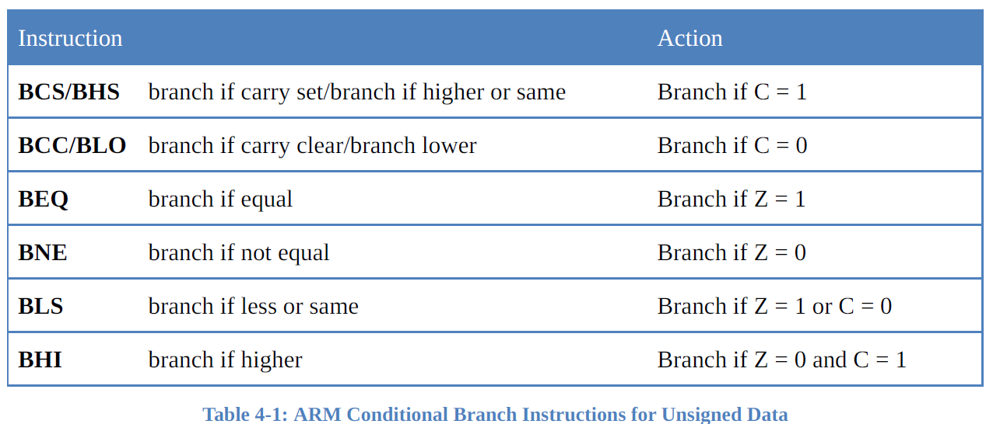 Instruction Action
BCS/BHS branch if carry set/branch if higher or same Branch if C = 1
BCC/BLO branch if carry clear/branch lower Branch if C = 0
BEQ branch if equal Branch if Z = 1
BNE branch if not equal Branch if Z = 0
BLS branch if less or same Branch if Z = 1 or C = 0
BHI branch if higher Branch if Z = 0 and C = 1
Table 4-1: ARM Conditional Branch Instructions for Unsigned Data